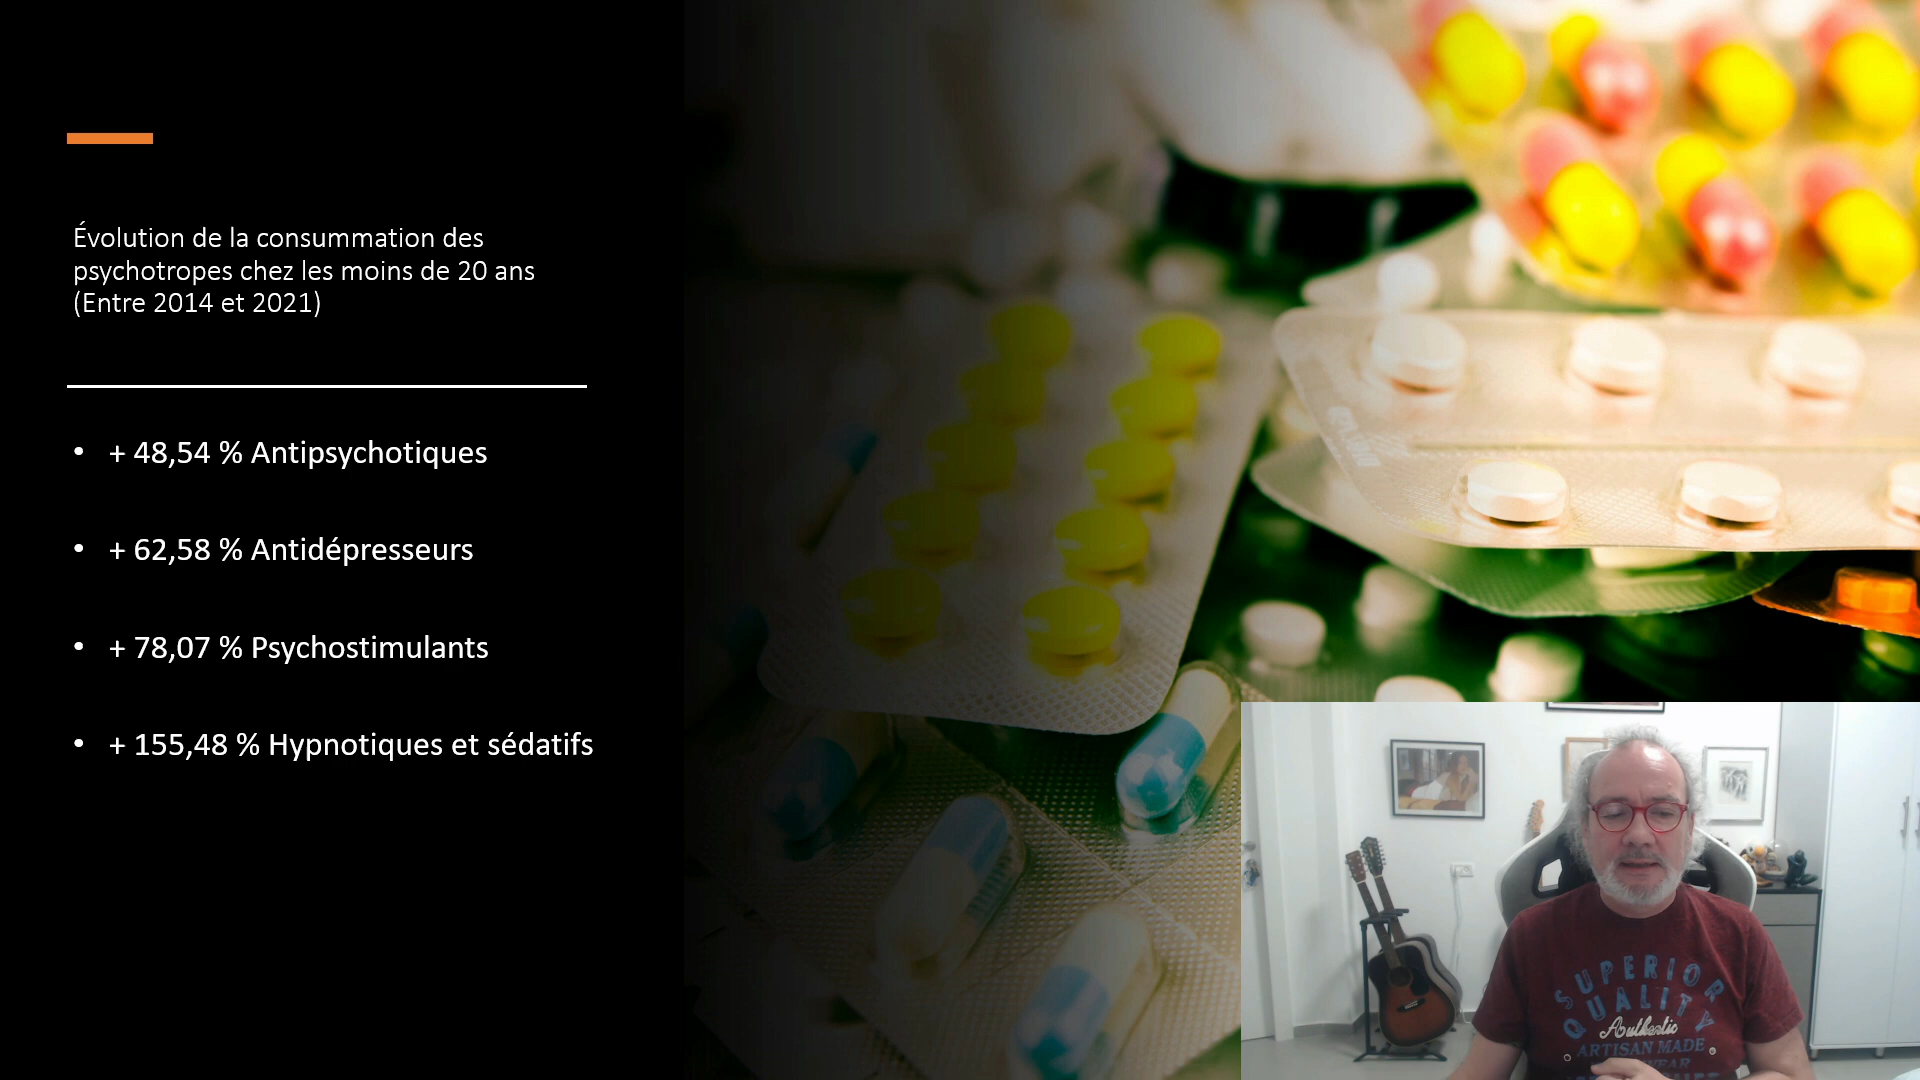 Évolution de la consummation des
psychotropes chez les moins de 20 ans
(Entre 2014 et 2021)
• + 48,54 % Antipsychotiques
• + 62,58 % Antidépresseurs
• + 78,07 % Psychostimulants
• + 155,48 % Hypnotiques et sédatifs
SUPERIOR
QUALITY
Authentic
ARTISAN MADE